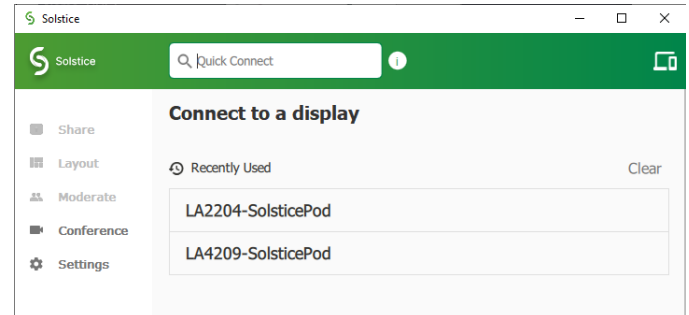 Solstice
Solstice
Quick Connect
i
Connect to a display
Share
Layout
Moderate
Conference
Settings
Recently Used
Clear
LA2204-SolsticePod
LA4209-SolsticePod